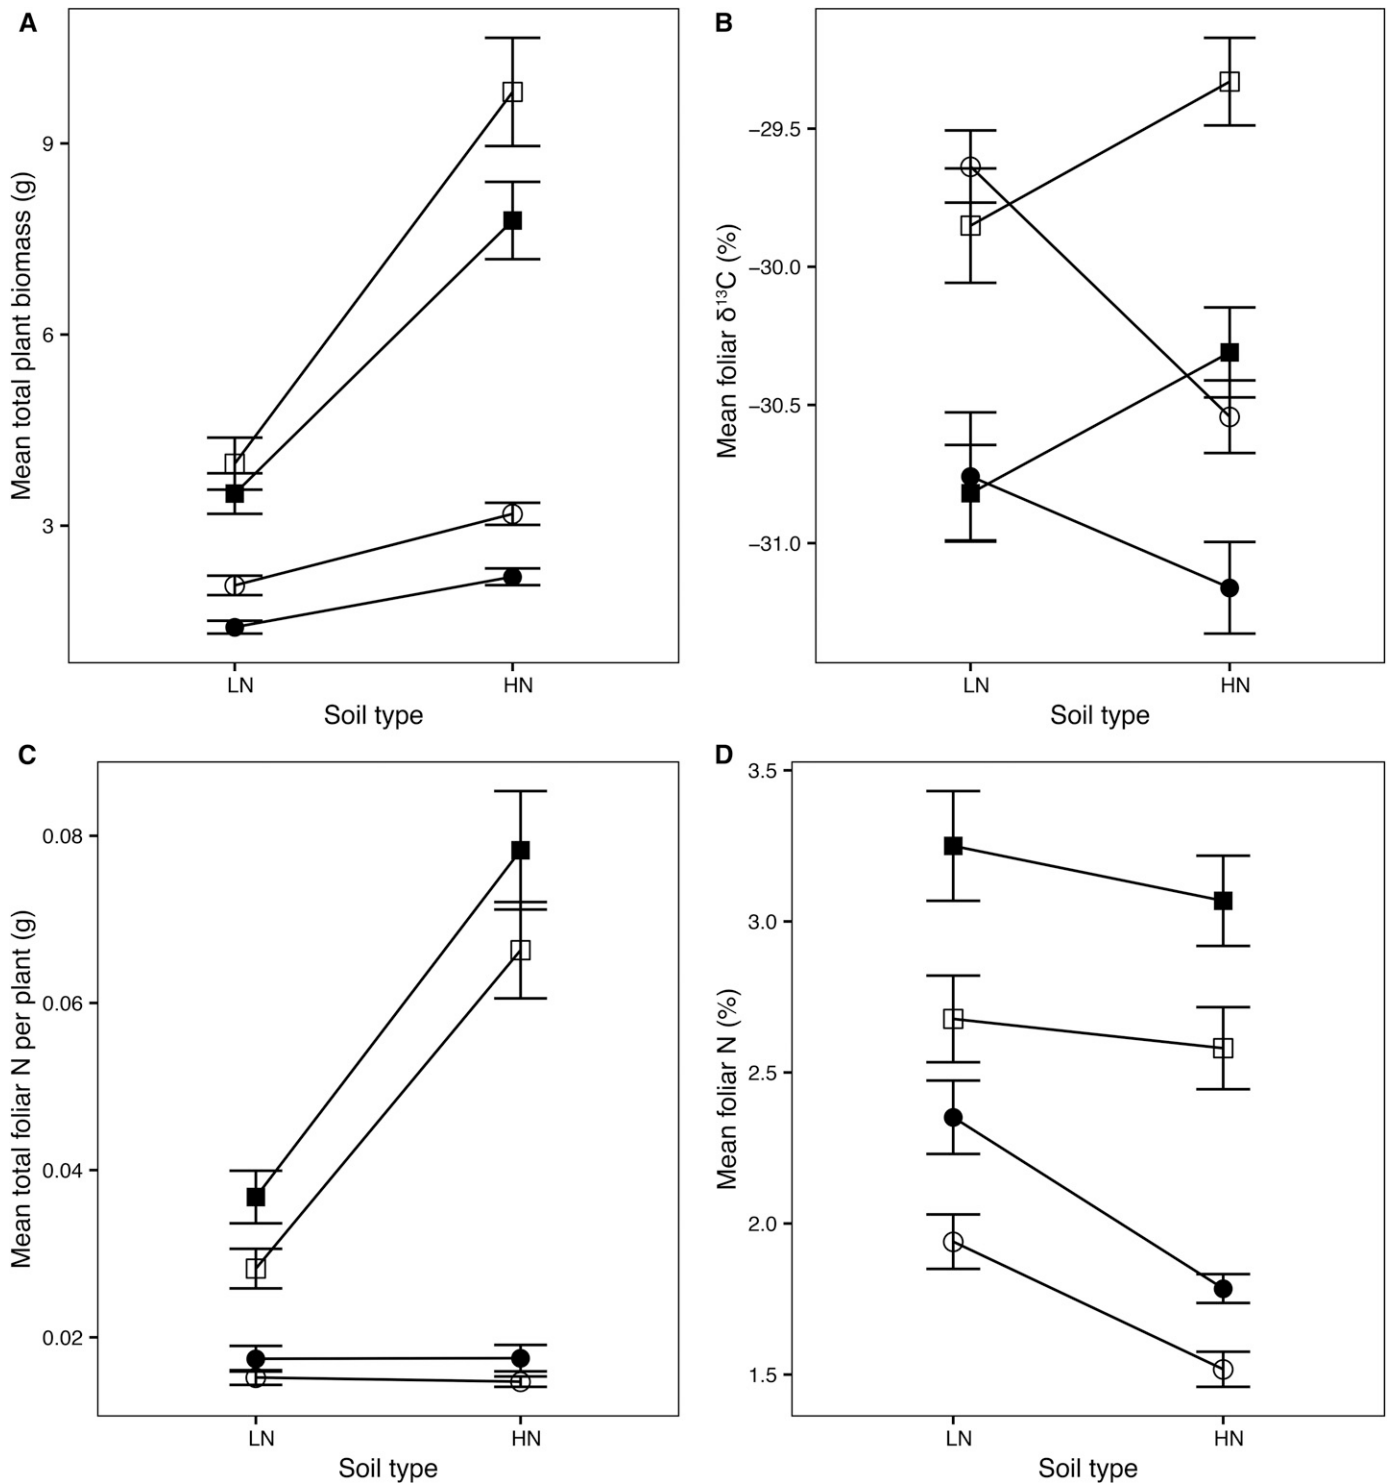 A
Mean total plant biomass (g)
9
6
3
LN
HN
Soil type
B
Mean foliar δ¹³C (%)
−29.5
−30.0
−30.5
−31.0
LN
HN
Soil type
C
Mean total foliar N per plant (g)
0.08
0.06
0.04
0.02
LN
HN
Soil type
D
Mean foliar N (%)
3.5
3.0
2.5
2.0
1.5
LN
HN
Soil type